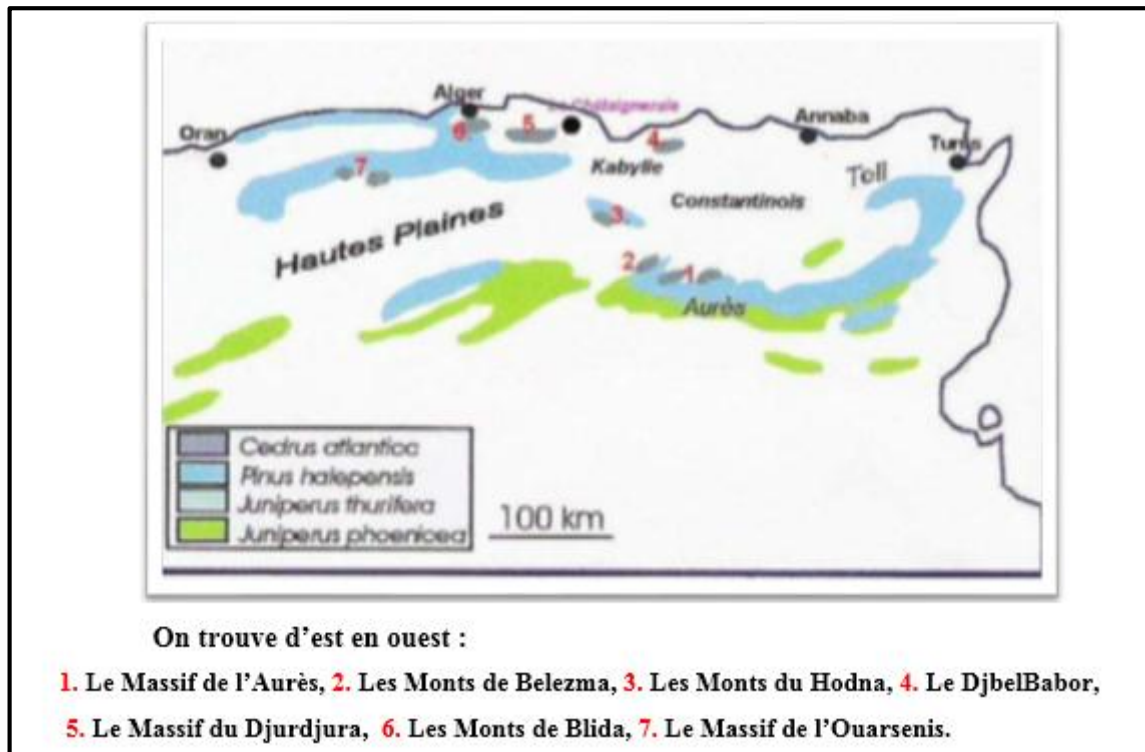 Alger
Châtaigneraie
Oran
6
5
4
Annaba
Tunis
7
Kabylle
Toll
Constantinois
3
Hautes Plaines
2
1
Aurès
Cedrus atlantica
Pinus halepensis
Juniperus thurifera
Juniperus phoenicea
100 km
On trouve d’est en ouest :
1. Le Massif de l’Aurès, 2. Les Monts de Belezma, 3. Les Monts du Hodna, 4. Le DjbelBabor,
5. Le Massif du Djurdjura, 6. Les Monts de Blida, 7. Le Massif de l’Ouarsenis.